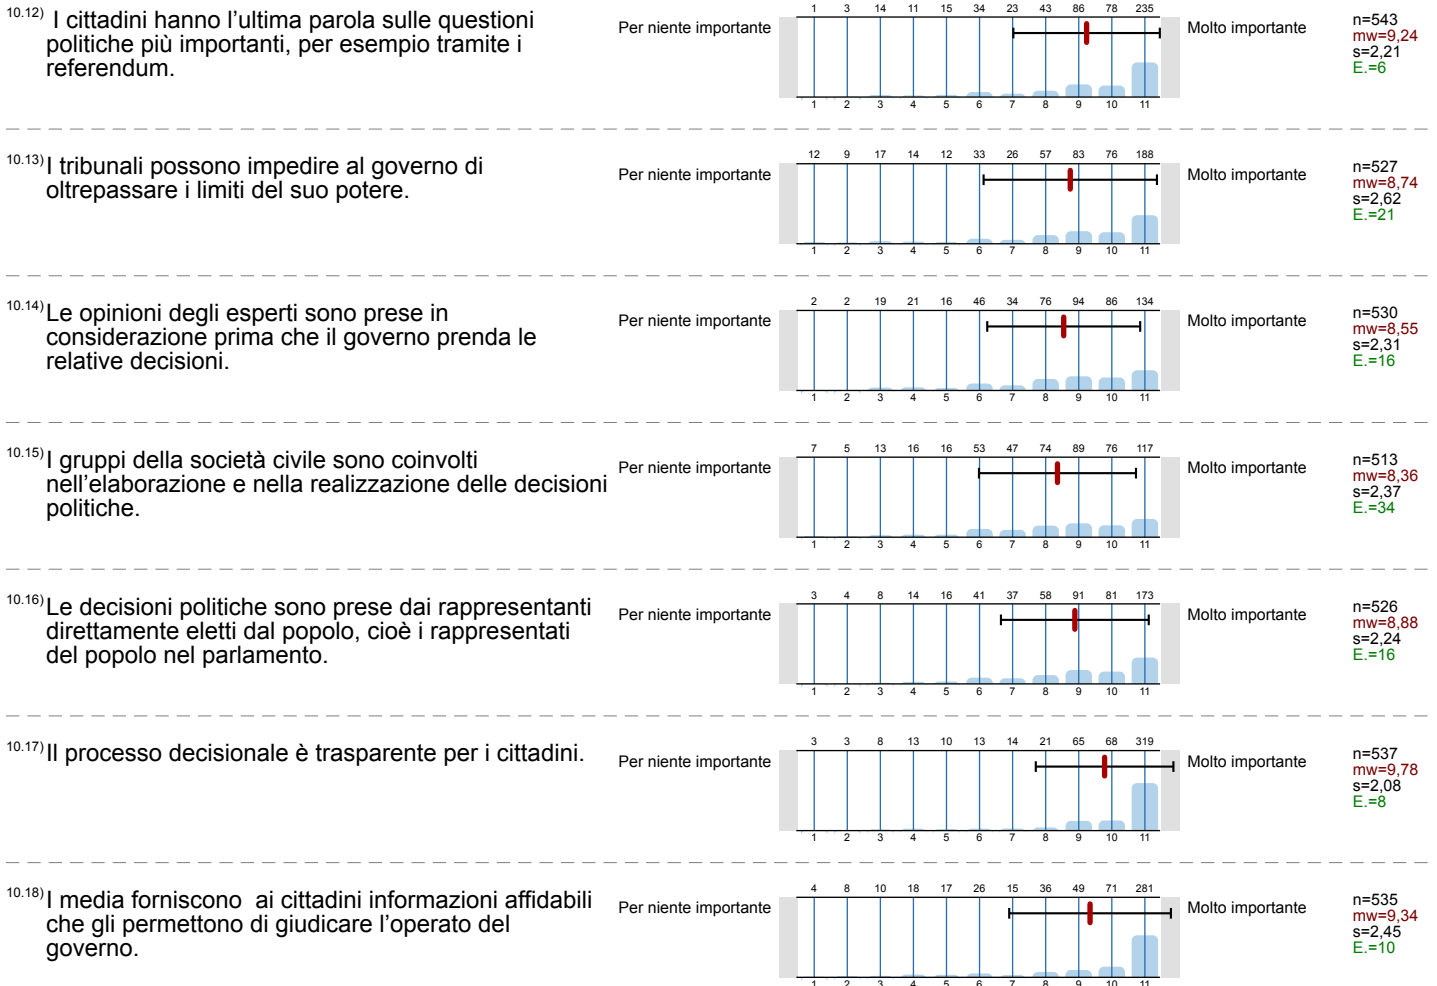 10.12) I cittadini hanno l'ultima parola sulle questioni
politiche più importanti, per esempio tramite i
referendum.
Per niente importante
1 3 14 11 15 34 23 43 86 78 235
1 2 3 4 5 6 7 8 9 10 11
Molto importante
n=543
mw=9,24
s=2,21
E.=6
10.13) I tribunali possono impedire al governo di
oltrepassare i limiti del suo potere.
Per niente importante
12 9 17 14 12 33 26 57 83 76 188
1 2 3 4 5 6 7 8 9 10 11
Molto importante
n=527
mw=8,74
s=2,62
E.=21
10.14) Le opinioni degli esperti sono prese in
considerazione prima che il governo prenda le
relative decisioni.
Per niente importante
2 2 19 21 16 46 34 76 94 86 134
1 2 3 4 5 6 7 8 9 10 11
Molto importante
n=530
mw=8,55
s=2,31
E.=16
10.15) I gruppi della società civile sono coinvolti
nell'elaborazione e nella realizzazione delle decisioni
politiche.
Per niente importante
7 5 13 16 16 53 47 74 89 76 117
1 2 3 4 5 6 7 8 9 10 11
Molto importante
n=513
mw=8,36
s=2,37
E.=34
10.16) Le decisioni politiche sono prese dai rappresentanti
direttamente eletti dal popolo, cioè i rappresentati
del popolo nel parlamento.
Per niente importante
3 4 8 14 16 41 37 58 91 81 173
1 2 3 4 5 6 7 8 9 10 11
Molto importante
n=526
mw=8,88
s=2,24
E.=16
10.17) Il processo decisionale è trasparente per i cittadini.
Per niente importante
3 3 8 13 10 13 14 21 65 68 319
1 2 3 4 5 6 7 8 9 10 11
Molto importante
n=537
mw=9,78
s=2,08
E.=8
10.18) I media forniscono ai cittadini informazioni affidabili
che gli permettono di giudicare l'operato del
governo.
Per niente importante
4 8 10 18 17 26 15 36 49 71 281
1 2 3 4 5 6 7 8 9 10 11
Molto importante
n=535
mw=9,34
s=2,45
E.=10